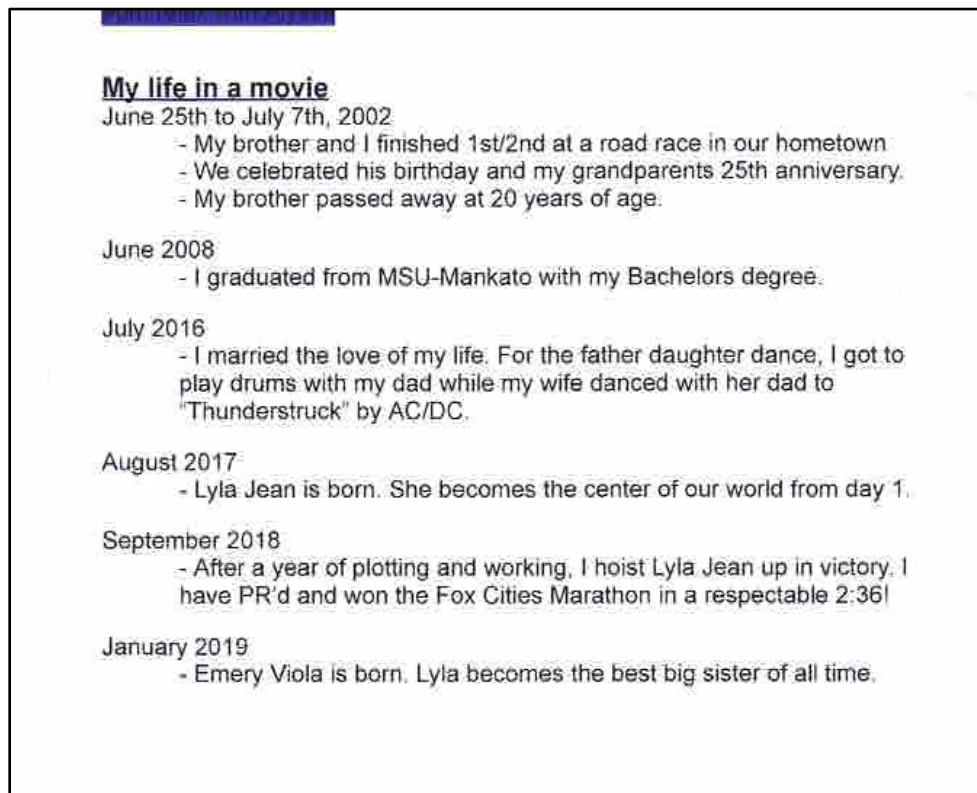 My life in a movie
June 25th to July 7th, 2002
- My brother and I finished 1st/2nd at a road race in our hometown
- We celebrated his birthday and my grandparents 25th anniversary.
- My brother passed away at 20 years of age.
June 2008
- I graduated from MSU-Mankato with my Bachelors degree.
July 2016
- I married the love of my life. For the father daughter dance, I got to
play drums with my dad while my wife danced with her dad to
"Thunderstruck" by AC/DC.
August 2017
- Lyla Jean is born. She becomes the center of our world from day 1.
September 2018
- After a year of plotting and working, I hoist Lyla Jean up in victory. I
have PR'd and won the Fox Cities Marathon in a respectable 2:36!
January 2019
- Emery Viola is born. Lyla becomes the best big sister of all time.